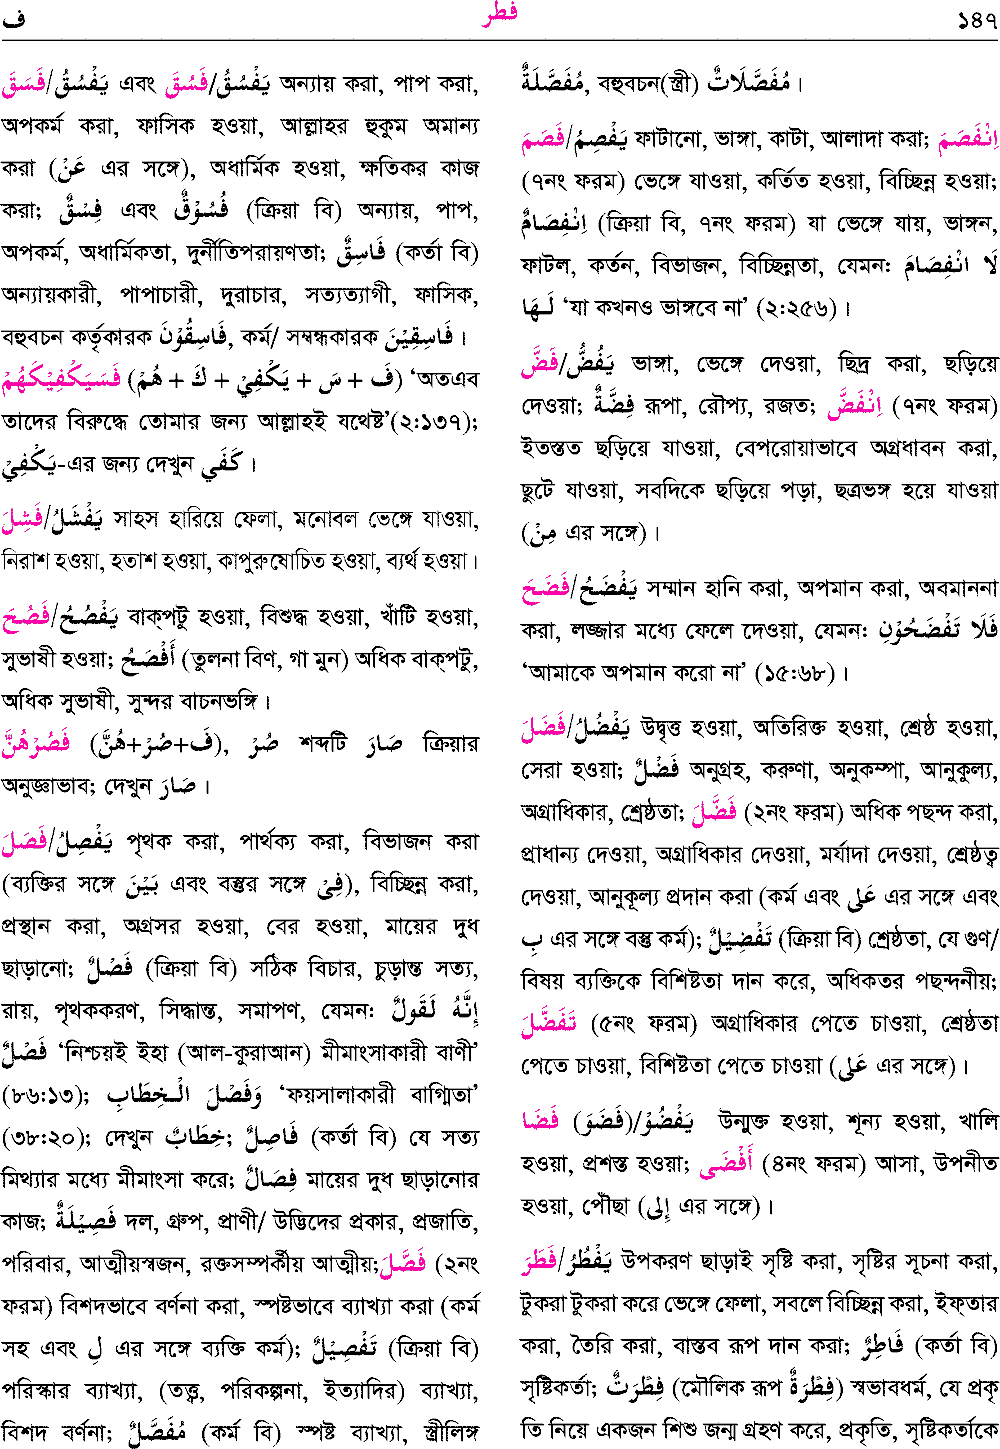 ف فطر ১৪৭
فَسَقَ/يَفْسُقُ এবং فَسُقَ/يَفْسُقُ অন্যায় করা, পাপ করা,
অপকর্ম করা, ফাসিক হওয়া, আল্লাহর হুকুম অমান্য
করা (عَنْ এর সঙ্গে), অধার্মিক হওয়া, ক্ষতিকর কাজ
করা; فِسْقٌ এবং فُسُوْقٌ (ক্রিয়া বি) অন্যায়, পাপ,
অপকর্ম, অধার্মিকতা, দুর্নীতিপরায়ণতা; فَاسِقٌ (কর্তা বি)
অন্যায়কারী, পাপাচারী, দুরাচার, সত্যত্যাগী, ফাসিক,
বহুবচন কর্তৃকারক فَاسِقُوْنَ, কর্ম/ সম্বন্ধকারক فَاسِقِيْنَ ।
فَسَيَكْفِيْكَهُمْ (فَ + سَ + يَكْفِيْ + كَ + هُمْ) ‘অতএব
তাদের বিরুদ্ধে তোমার জন্য আল্লাহই যথেষ্ট’(২:১৩৭);
يَكْفِيْ-এর জন্য দেখুন كَفَي ।
فَشِلَ/يَفْشَلُ সাহস হারিয়ে ফেলা, মনোবল ভেঙ্গে যাওয়া,
নিরাশ হওয়া, হতাশ হওয়া, কাপুরুষোচিত হওয়া, ব্যর্থ হওয়া।
فَصُحَ/يَفْصُحُ বাক্‌পটু হওয়া, বিশুদ্ধ হওয়া, খাঁটি হওয়া,
সুভাষী হওয়া; أَفْصَحُ (তুলনা বিণ, গা মুন) অধিক বাক্‌পটু,
অধিক সুভাষী, সুন্দর বাচনভঙ্গি।
فَصُرْهُنَّ (فَ+صُرْ+هُنَّ), صُرْ শব্দটি صَارَ ক্রিয়ার
অনুজ্ঞাভাব; দেখুন صَارَ ।
فَصَلَ/يَفْصِلُ পৃথক করা, পার্থক্য করা, বিভাজন করা
(ব্যক্তির সঙ্গে بَيْنَ এবং বস্তুর সঙ্গে فِيْ), বিচ্ছিন্ন করা,
প্রস্থান করা, অগ্রসর হওয়া, বের হওয়া, মায়ের দুধ
ছাড়ানো; فَصْلٌ (ক্রিয়া বি) সঠিক বিচার, চুড়ান্ত সত্য,
রায়, পৃথককরণ, সিদ্ধান্ত, সমাপণ, যেমন: إِنَّهُ لَقَوْلٌ
فَصْلٌ ‘নিশ্চয়ই ইহা (আল-কুরাআন) মীমাংসাকারী বাণী’
(৮৬:১৩); وَفَصْلَ الْـخِطَابِ ‘ফয়সালাকারী বাগ্মিতা’
(৩৮:২০); দেখুন خِطَابٌ; فَاصِلٌ (কর্তা বি) যে সত্য
মিথ্যার মধ্যে মীমাংসা করে; فِصَالٌ মায়ের দুধ ছাড়ানোর
কাজ; فَصِيْلَةٌ দল, গ্রুপ, প্রাণী/ উদ্ভিদের প্রকার, প্রজাতি,
পরিবার, আত্মীয়স্বজন, রক্তসম্পর্কীয় আত্মীয়;فَصَّلَ (২নং
ফরম) বিশদভাবে বর্ণনা করা, স্পষ্টভাবে ব্যাখ্যা করা (কর্ম
সহ এবং لِ এর সঙ্গে ব্যক্তি কর্ম); تَفْصِيْلٌ (ক্রিয়া বি)
পরিস্কার ব্যাখ্যা, (তত্ত্ব, পরিকল্পনা, ইত্যাদির) ব্যাখ্যা,
বিশদ বর্ণনা; مُفَصَّلٌ (কর্ম বি) স্পষ্ট ব্যাখ্যা, স্ত্রীলিঙ্গ
مُفَصَّلَةٌ, বহুবচন(স্ত্রী) مُفَصَّلَاتٌ ।
فَصَمَ/يَفْصِمُ ফাটানো, ভাঙ্গা, কাটা, আলাদা করা; اِنْفَصَمَ
(৭নং ফরম) ভেঙ্গে যাওয়া, কর্তিত হওয়া, বিচ্ছিন্ন হওয়া;
اِنْفِصَامٌ (ক্রিয়া বি, ৭নং ফরম) যা ভেঙ্গে যায়, ভাঙ্গন,
ফাটল, কর্তন, বিভাজন, বিচ্ছিন্নতা, যেমন: لَا انْفِصَامَ
لَـهَا ‘যা কখনও ভাঙ্গবে না’ (২:২৫৬) ।
فَضَّ/يَفُضُّ ভাঙ্গা, ভেঙ্গে দেওয়া, ছিদ্র করা, ছড়িয়ে
দেওয়া; فِضَّةٌ রূপা, রৌপ্য, রজত; اِنْفَضَّ (৭নং ফরম)
ইতস্তত ছড়িয়ে যাওয়া, বেপরোয়াভাবে অগ্রধাবন করা,
ছুটে যাওয়া, সবদিকে ছড়িয়ে পড়া, ছত্রভঙ্গ হয়ে যাওয়া
(مِنْ এর সঙ্গে) ।
فَضَحَ/يَفْضَحُ সম্মান হানি করা, অপমান করা, অবমাননা
করা, লজ্জার মধ্যে ফেলে দেওয়া, যেমন: فَلَا تَفْضَحُوْنِ
‘আমাকে অপমান করো না’ (১৫:৬৮) ।
فَضَلَ/يَفْضُلُ উদ্বৃত্ত হওয়া, অতিরিক্ত হওয়া, শ্রেষ্ঠ হওয়া,
সেরা হওয়া; فَضْلٌ অনুগ্রহ, করুণা, অনুকম্পা, আনুকূল্য,
অগ্রাধিকার, শ্রেষ্ঠতা; فَضَّلَ (২নং ফরম) অধিক পছন্দ করা,
প্রাধান্য দেওয়া, অগ্রাধিকার দেওয়া, মর্যাদা দেওয়া, শ্রেষ্ঠত্ব
দেওয়া, আনুকূল্য প্রদান করা (কর্ম এবং عَلٰى এর সঙ্গে এবং
بِ এর সঙ্গে বস্তু কর্ম); تَفْضِيْلٌ (ক্রিয়া বি) শ্রেষ্ঠতা, যে গুণ/
বিষয় ব্যক্তিকে বিশিষ্টতা দান করে, অধিকতর পছন্দনীয়;
تَفَضَّلَ (৫নং ফরম) অগ্রাধিকার পেতে চাওয়া, শ্রেষ্ঠতা
পেতে চাওয়া, বিশিষ্টতা পেতে চাওয়া (عَلٰى এর সঙ্গে)।
فَضَا (فَضَوَ)/يَفْضُوْ উন্মুক্ত হওয়া, শূন্য হওয়া, খালি
হওয়া, প্রশস্ত হওয়া; أَفْضَى (৪নং ফরম) আসা, উপনীত
হওয়া, পৌঁছা (إِلٰى এর সঙ্গে) ।
فَطَرَ/يَفْطُرُ উপকরণ ছাড়াই সৃষ্টি করা, সৃষ্টির সূচনা করা,
টুকরা টুকরা করে ভেঙ্গে ফেলা, সবলে বিচ্ছিন্ন করা, ইফ্‌তার
করা, তৈরি করা, বাস্তব রূপ দান করা; فَاطِرٌ (কর্তা বি)
সৃষ্টিকর্তা; فِطْرَتٌ (মৌলিক রূপ فِطْرَةٌ) স্বভাবধর্ম, যে প্রকৃ
তি নিয়ে একজন শিশু জন্ম গ্রহণ করে, প্রকৃতি, সৃষ্টিকর্তাকে